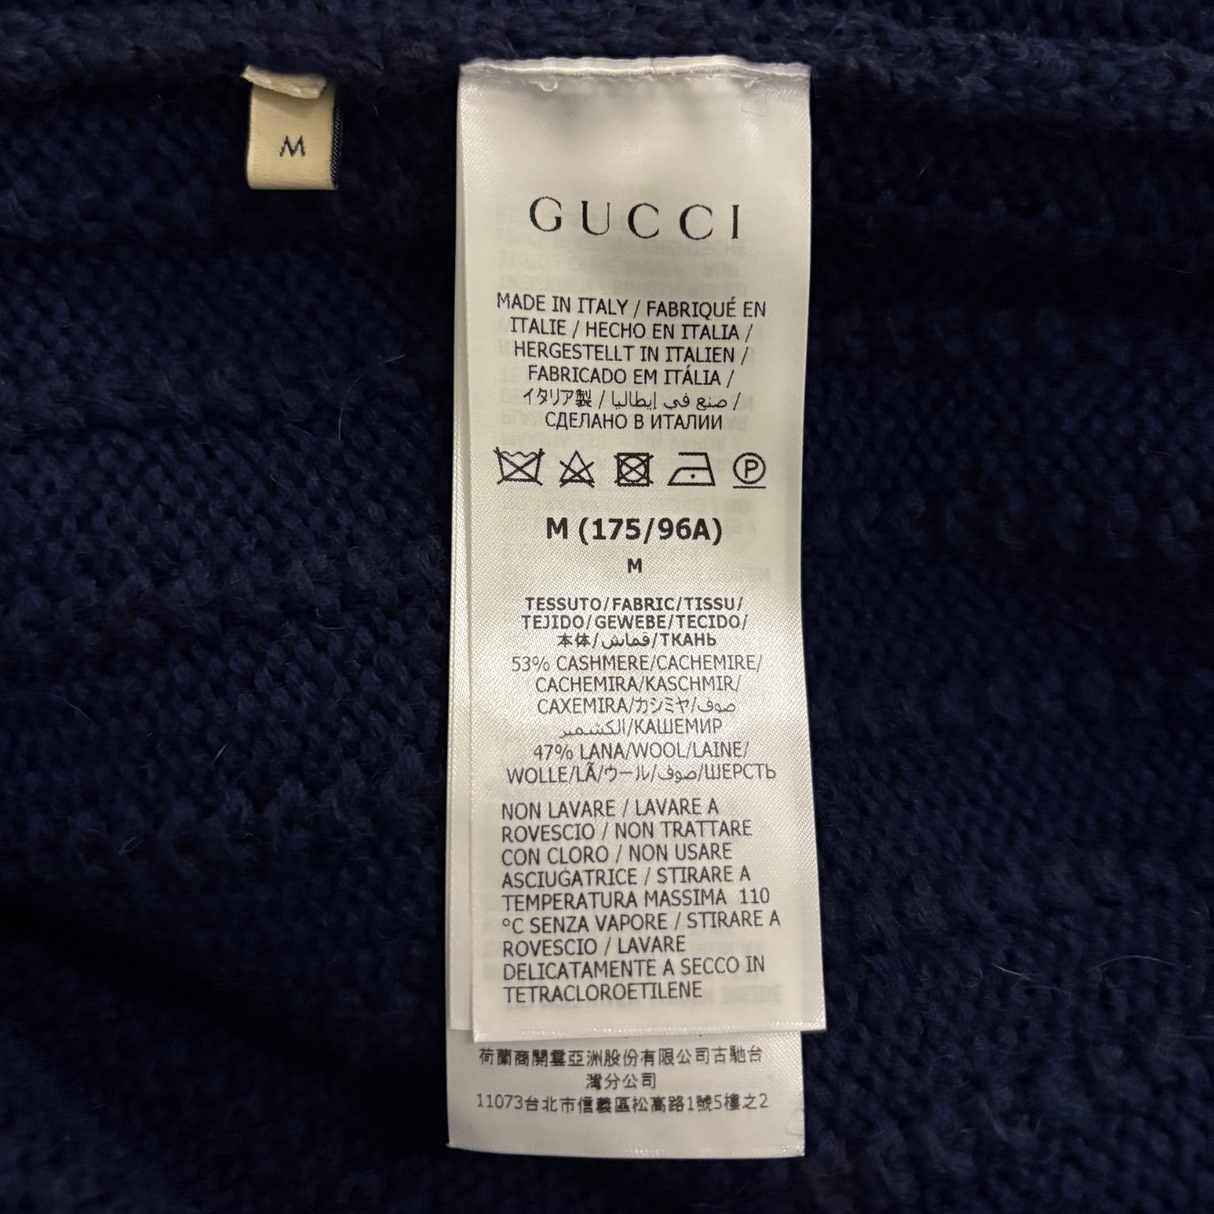 M
GUCCI
MADE IN ITALY / FABRIQUÉ EN
ITALIE / HECHO EN ITALIA /
HERGESTELLT IN ITALIEN /
FABRICADO EM ITÁLIA /
イタリア製 / صنع في إيطاليا /
СДЕЛАНО В ИТАЛИИ
P
M (175/96A)
M
TESSUTO/FABRIC/TISSU/
TEJIDO/GEWEBE/TECIDO/
本体/قماش/ТКАНЬ
53% CASHMERE/CACHEMIRE/
CACHEMIRA/KASCHMIR/
CAXEMIRA/カシミヤ/صوف
الكشمير/КАШЕМИР
47% LANA/WOOL/LAINE/
WOLLE/LÃ/ウール/صوف/ШЕРСТЬ
NON LAVARE / LAVARE A
ROVESCIO / NON TRATTARE
CON CLORO / NON USARE
ASCIUGATRICE / STIRARE A
TEMPERATURA MASSIMA 110
°C SENZA VAPORE / STIRARE A
ROVESCIO / LAVARE
DELICATAMENTE A SECCO IN
TETRACLOROETILENE
荷蘭商開雲亞洲股份有限公司古馳台
灣分公司
11073台北市信義區松高路1號5樓之2